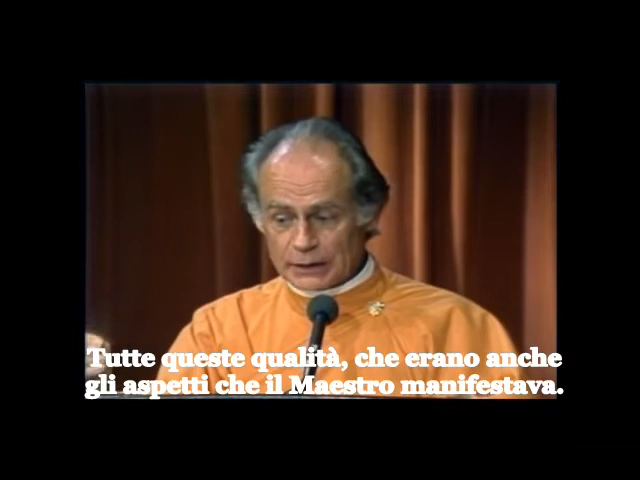 Tutte queste qualità, che erano anche
gli aspetti che il Maestro manifestava.